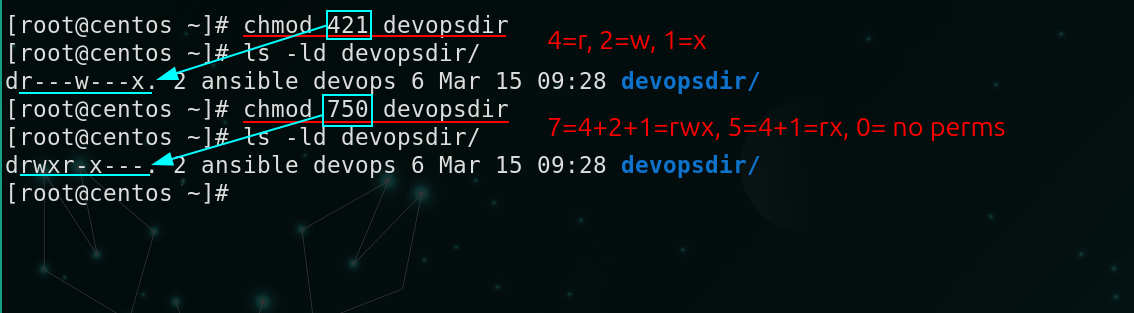 [root@centos ~]# chmod 421 devopsdir
4=r, 2=w, 1=x
[root@centos ~]# ls -ld devopsdir/
dr---w---x. 2 ansible devops 6 Mar 15 09:28 devopsdir/
[root@centos ~]# chmod 750 devopsdir
7=4+2+1=rwx, 5=4+1=rx, 0= no perms
[root@centos ~]# ls -ld devopsdir/
drwxr-x---. 2 ansible devops 6 Mar 15 09:28 devopsdir/
[root@centos ~]#